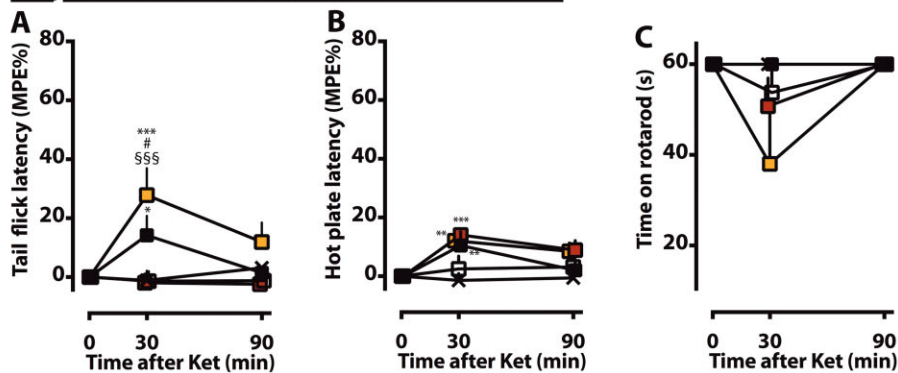 A
Tail flick latency (MPE%)
80
60
40
20
0
***
#
§§§
*
0 30 90
Time after Ket (min)
B
Hot plate latency (MPE%)
80
60
40
20
0
***
**
**
0 30 90
Time after Ket (min)
C
Time on rotarod (s)
60
40
20
0 30 90
Time after Ket (min)